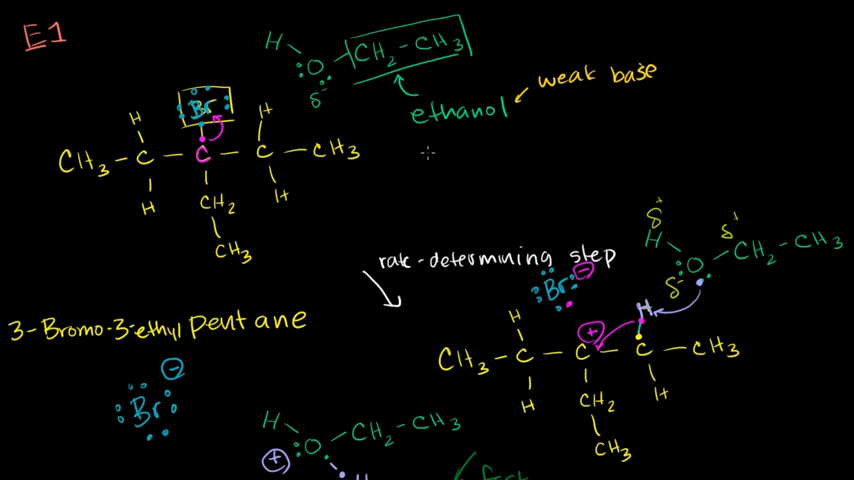 E1
H
O
CH2-CH3
δ-
ethanol
weak base
Br
H
H
CH3-C-C-C-CH3
H
CH2
H
CH3
rate-determining step
3-Bromo-3-ethyl pentane
δ+
δ+
H
O
CH2-CH3
δ-
Br -
H
H
+
CH3-C-C-C-CH3
H
CH2
H
CH3
Br -
H
O
CH2-CH3
+
H
fast